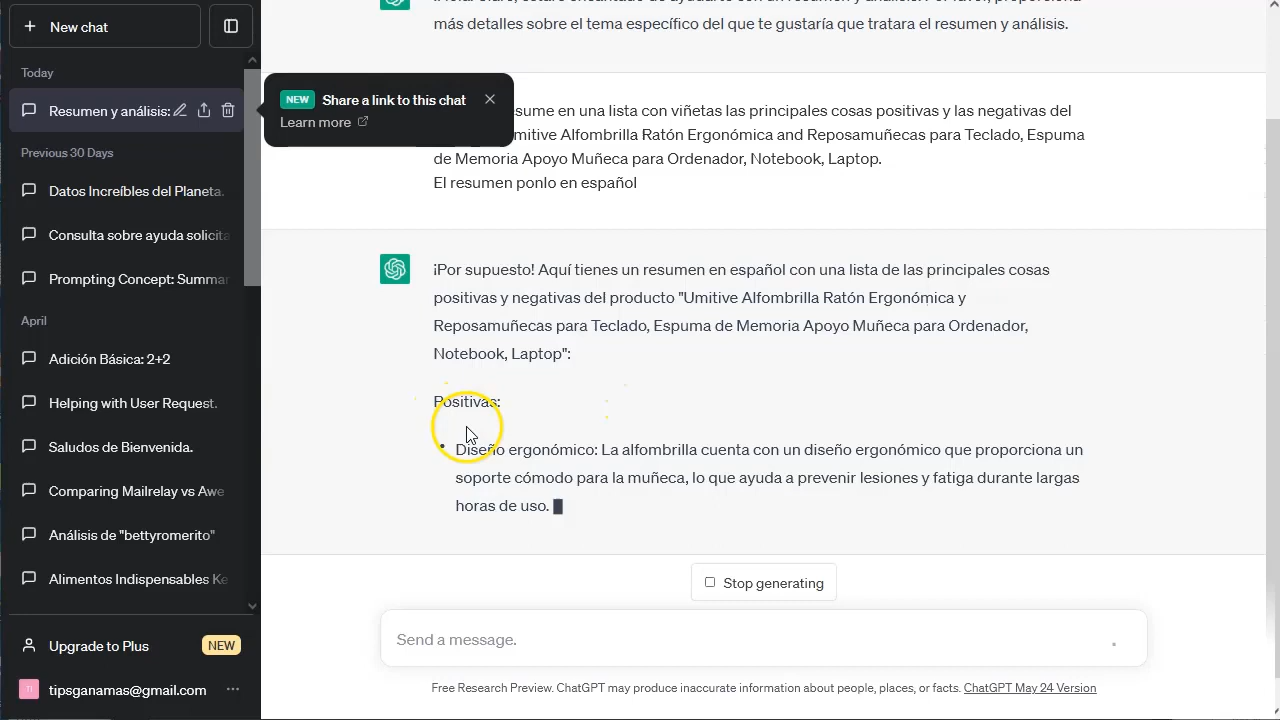 New chat
Today
Resumen y análisis:
Previous 30 Days
Datos Increíbles del Planeta.
Consulta sobre ayuda solicita
Prompting Concept: Summar
April
Adición Básica: 2+2
Helping with User Request.
Saludos de Bienvenida.
Comparing Mailrelay vs Awe
Análisis de "bettyromerito"
Alimentos Indispensables Ke
Upgrade to Plus NEW
tipsganamas@gmail.com
NEW Share a link to this chat
Learn more
más detalles sobre el tema específico del que te gustaría que tratara el resumen y análisis.
sume en una lista con viñetas las principales cosas positivas y las negativas del
mitive Alfombrilla Ratón Ergonómica and Reposamuñecas para Teclado, Espuma
de Memoria Apoyo Muñeca para Ordenador, Notebook, Laptop.
El resumen ponlo en español
¡Por supuesto! Aquí tienes un resumen en español con una lista de las principales cosas
positivas y negativas del producto "Umitive Alfombrilla Ratón Ergonómica y
Reposamuñecas para Teclado, Espuma de Memoria Apoyo Muñeca para Ordenador,
Notebook, Laptop":
Positivas:
• Diseño ergonómico: La alfombrilla cuenta con un diseño ergonómico que proporciona un
soporte cómodo para la muñeca, lo que ayuda a prevenir lesiones y fatiga durante largas
horas de uso.
Stop generating
Send a message.
Free Research Preview. ChatGPT may produce inaccurate information about people, places, or facts. ChatGPT May 24 Version